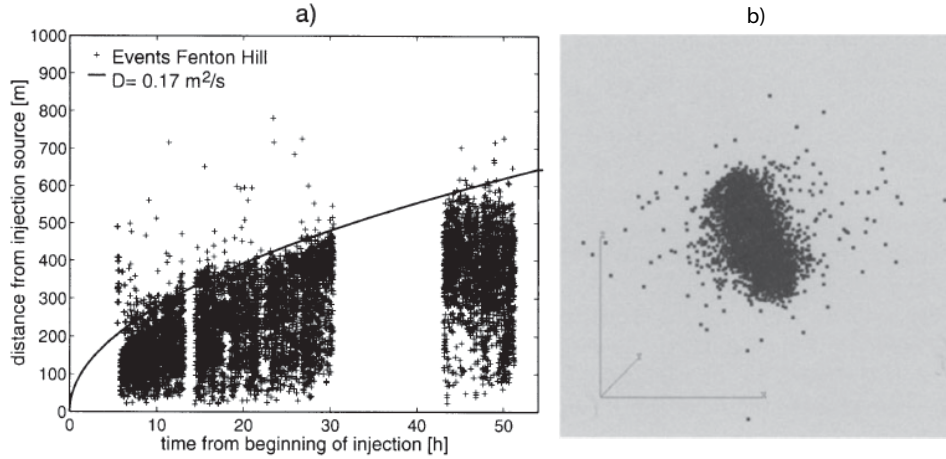 a)
1000
900
800
700
600
500
400
300
200
100
0
distance from injection source [m]
+ Events Fenton Hill
D= 0.17 m²/s
0 10 20 30 40 50
time from beginning of injection [h]
b)